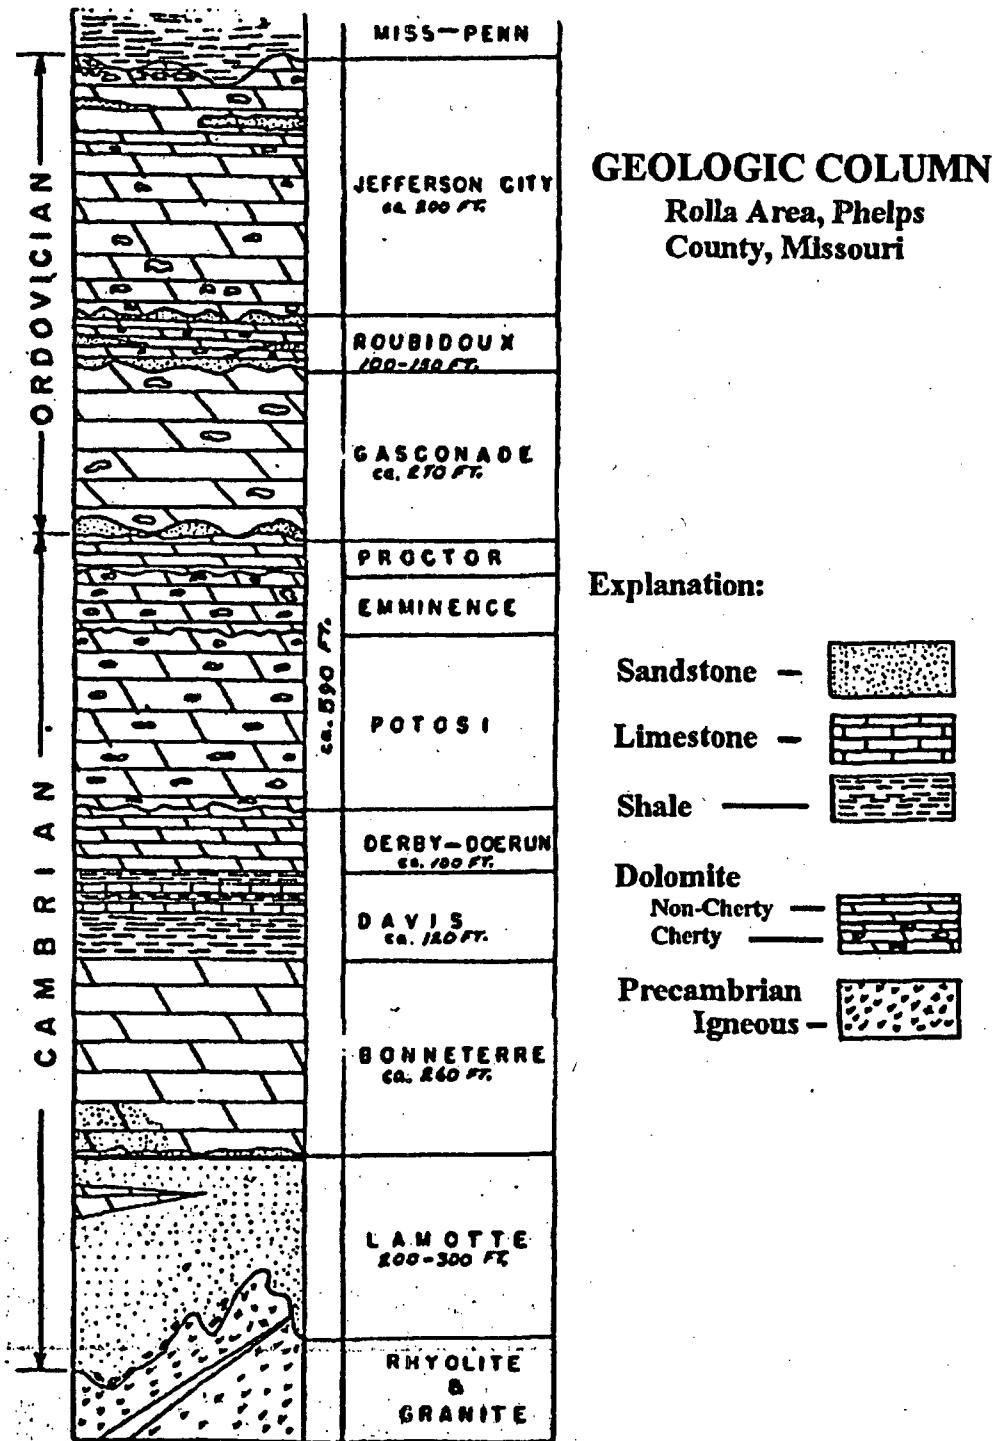 MISS-PENN
ORDOVICIAN
JEFFERSON CITY
ca. 200 FT.
ROUBIDOUX
100-150 FT.
GASCONADE
ca. 270 FT.
CAMBRIAN
ca. 590 FT.
PROCTOR
EMMINENCE
POTOSI
DERBY-DOERUN
ca. 100 FT.
DAVIS
ca. 120 FT.
BONNETERRE
ca. 260 FT.
LAMOTTE
200-300 FT.
RHYOLITE
&
GRANITE
GEOLOGIC COLUMN
Rolla Area, Phelps
County, Missouri
Explanation:
Sandstone –
Limestone –
Shale —
Dolomite
Non-Cherty —
Cherty —
Precambrian
Igneous –